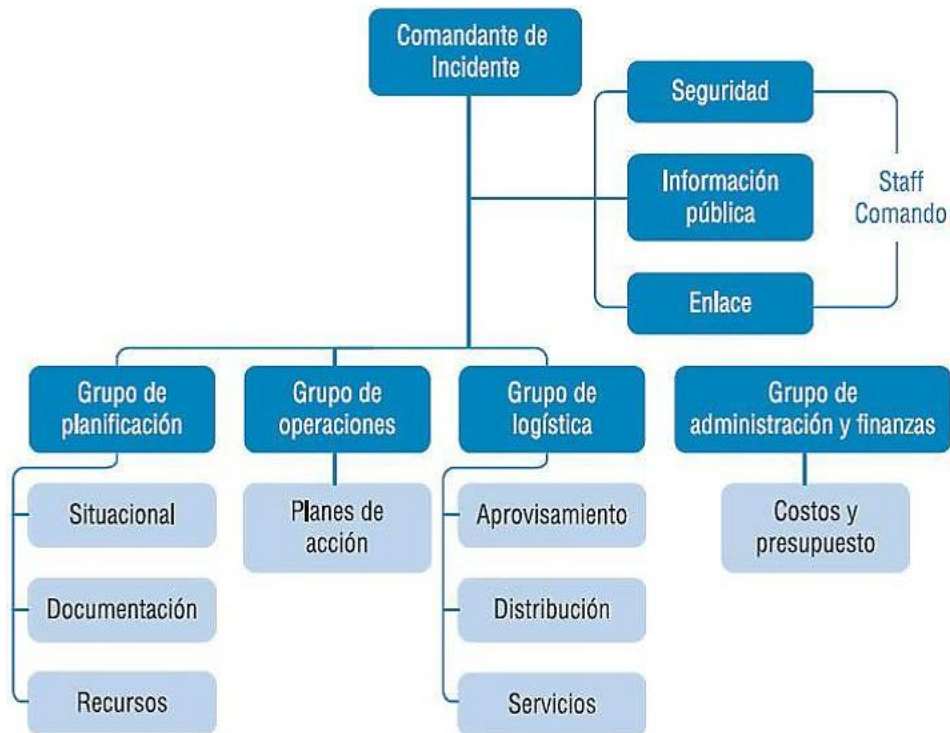 Comandante de
Incidente
Seguridad
Información
pública
Enlace
Staff
Comando
Grupo de
planificación
Situacional
Documentación
Recursos
Grupo de
operaciones
Planes de
acción
Grupo de
logística
Aprovisamiento
Distribución
Servicios
Grupo de
administración y finanzas
Costos y
presupuesto